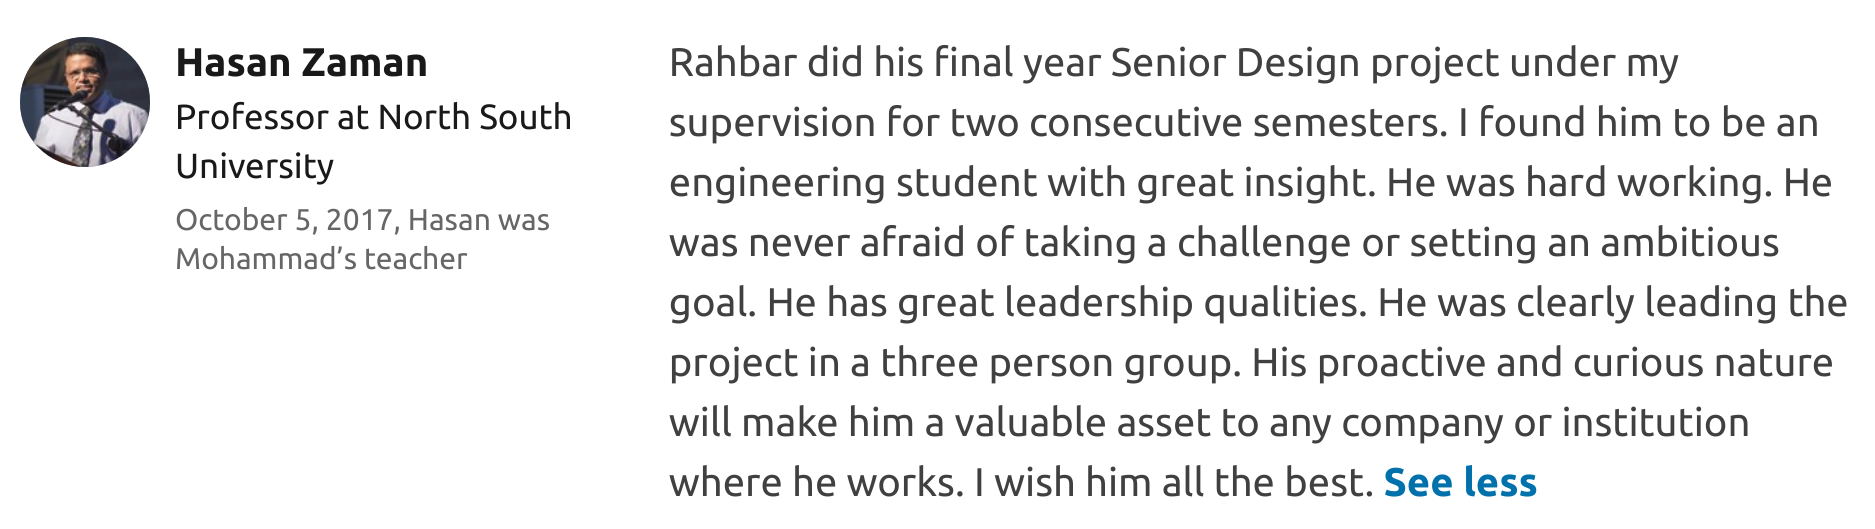 Hasan Zaman
Professor at North South
University
October 5, 2017, Hasan was
Mohammad’s teacher
Rahbar did his final year Senior Design project under my
supervision for two consecutive semesters. I found him to be an
engineering student with great insight. He was hard working. He
was never afraid of taking a challenge or setting an ambitious
goal. He has great leadership qualities. He was clearly leading the
project in a three person group. His proactive and curious nature
will make him a valuable asset to any company or institution
where he works. I wish him all the best. See less